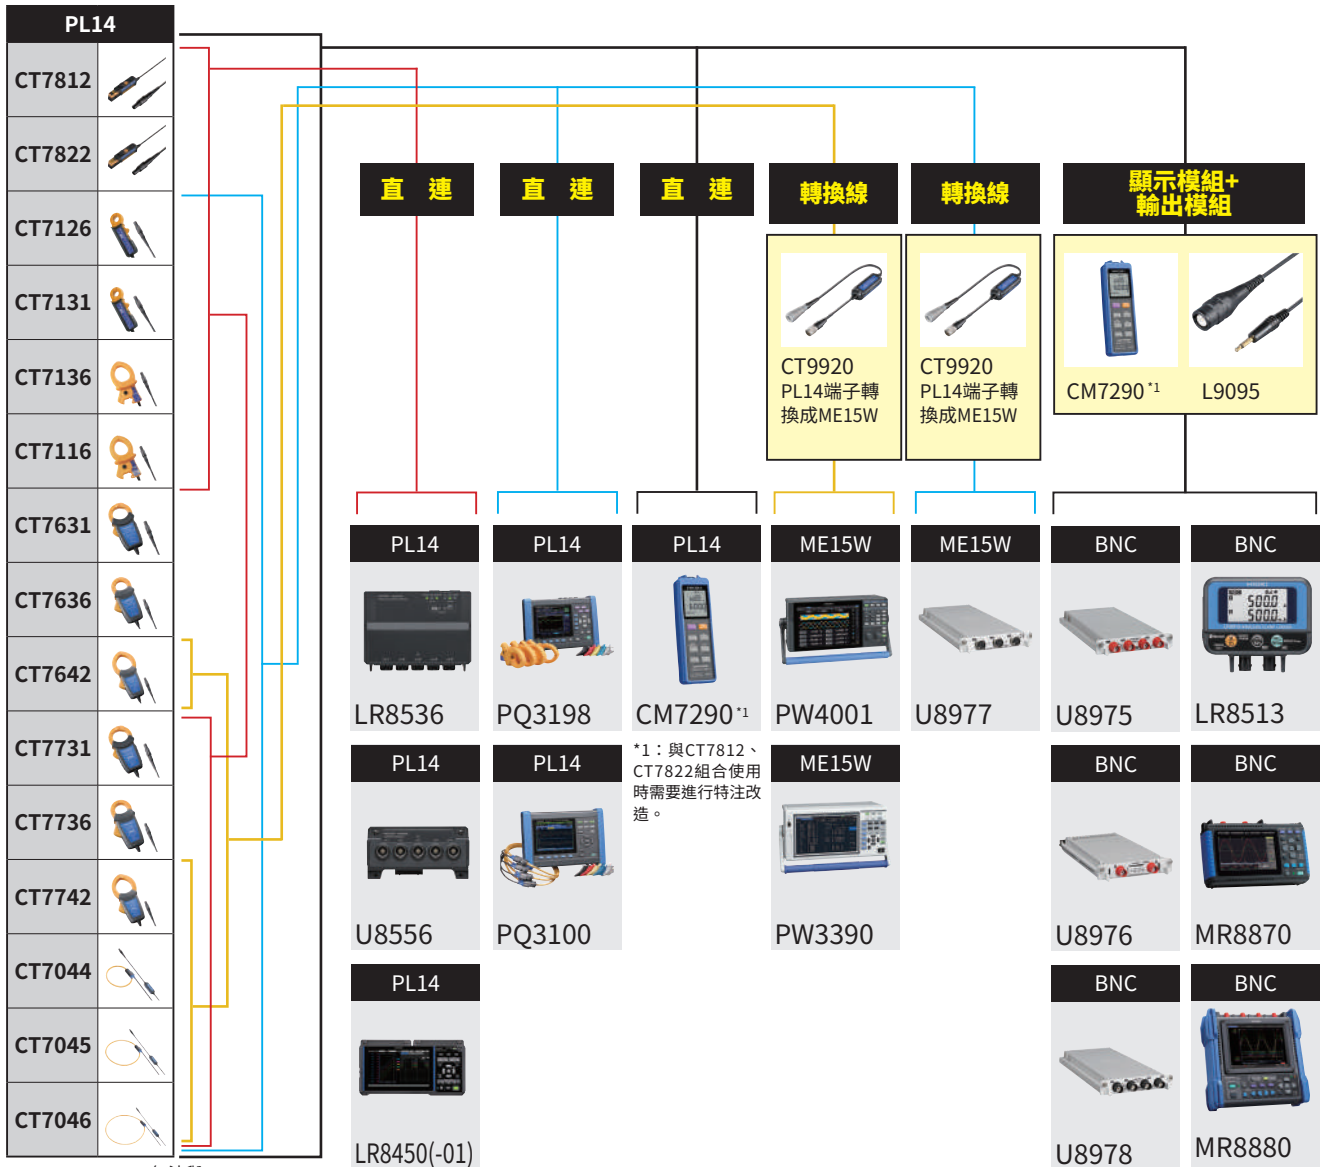 PL14
CT7812
CT7822
CT7126
CT7131
CT7136
CT7116
CT7631
CT7636
CT7642
CT7731
CT7736
CT7742
CT7044
CT7045
CT7046
直 連
直 連
直 連
轉換線
轉換線
顯示模組+
輸出模組
CT9920
PL14端子轉
換成ME15W
CT9920
PL14端子轉
換成ME15W
CM7290 *1
L9095
PL14
PL14
PL14
ME15W
ME15W
BNC
BNC
LR8536
PQ3198
CM7290 *1
PW4001
U8977
U8975
LR8513
*1：與CT7812、
CT7822組合使用
時需要進行特注改
造。
PL14
PL14
ME15W
BNC
BNC
U8556
PQ3100
PW3390
U8976
MR8870
PL14
BNC
BNC
LR8450(-01)
U8978
MR8880